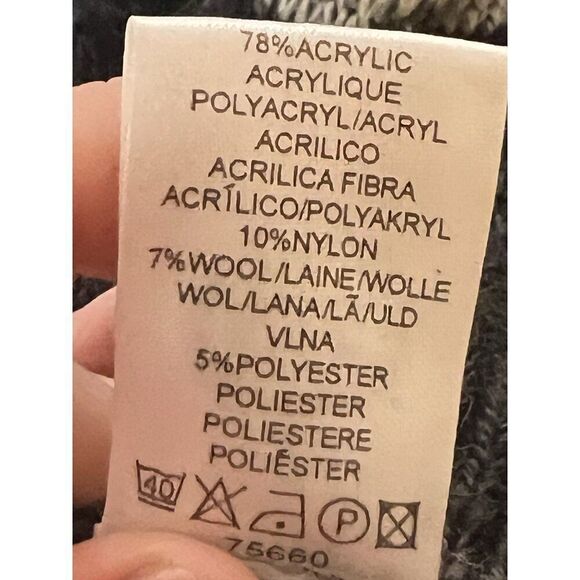 78%ACRYLIC
ACRYLIQUE
POLYACRYL/ACRYL
ACRILICO
ACRILICA FIBRA
ACRÍLICO/POLYAKRYL
10%NYLON
7%WOOL/LAINE/WOLLE
WOL/LANA/LÃ/ULD
VLNA
5%POLYESTER
POLIESTER
POLIESTERE
POLIÉSTER
40 P
75660